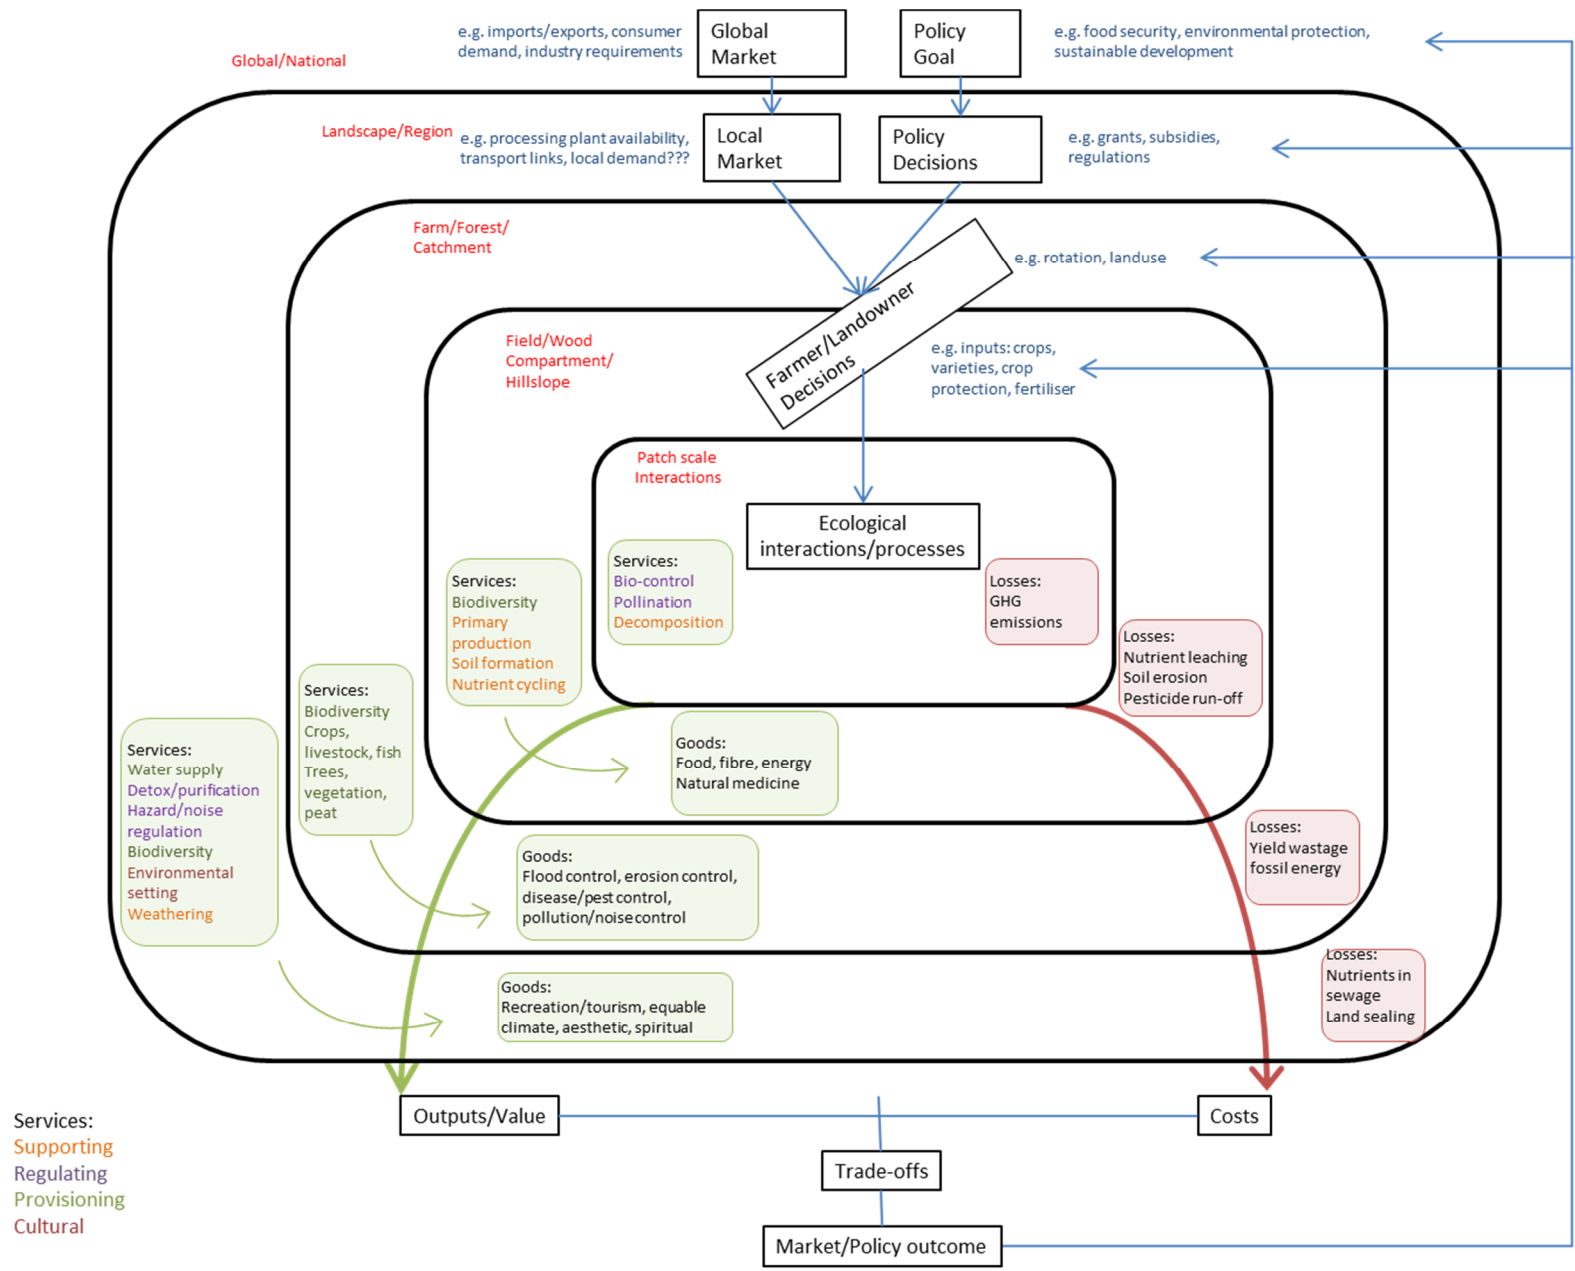 Global/National
e.g. imports/exports, consumer
demand, industry requirements
Global
Market
Policy
Goal
e.g. food security, environmental protection,
sustainable development
Landscape/Region
e.g. processing plant availability,
transport links, local demand???
Local
Market
Policy
Decisions
e.g. grants, subsidies,
regulations
Farm/Forest/
Catchment
e.g. rotation, landuse
Farmer/Landowner
Decisions
Field/Wood
Compartment/
Hillslope
e.g. inputs: crops,
varieties, crop
protection, fertiliser
Patch scale
Interactions
Ecological
interactions/processes
Services:
Bio-control
Pollination
Decomposition
Losses:
GHG
emissions
Services:
Biodiversity
Primary
production
Soil formation
Nutrient cycling
Losses:
Nutrient leaching
Soil erosion
Pesticide run-off
Services:
Biodiversity
Crops,
livestock, fish
Trees,
vegetation,
peat
Goods:
Food, fibre, energy
Natural medicine
Services:
Water supply
Detox/purification
Hazard/noise
regulation
Biodiversity
Environmental
setting
Weathering
Losses:
Yield wastage
fossil energy
Goods:
Flood control, erosion control,
disease/pest control,
pollution/noise control
Losses:
Nutrients in
sewage
Land sealing
Goods:
Recreation/tourism, equable
climate, aesthetic, spiritual
Outputs/Value
Costs
Trade-offs
Market/Policy outcome
Services:
Supporting
Regulating
Provisioning
Cultural